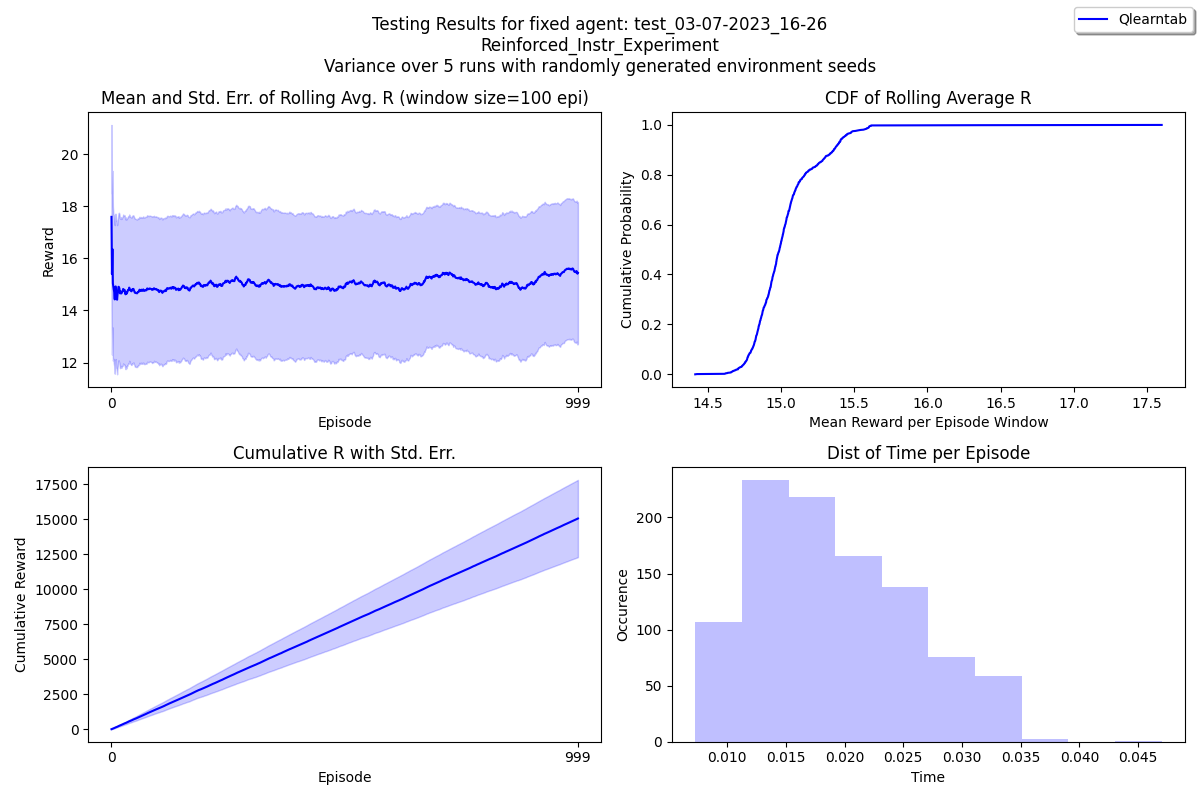 Testing Results for fixed agent: test_03-07-2023_16-26
Reinforced_Instr_Experiment
Variance over 5 runs with randomly generated environment seeds
Qlearntab
Mean and Std. Err. of Rolling Avg. R (window size=100 epi)
Reward
20
18
16
14
12
0 999
Episode
CDF of Rolling Average R
Cumulative Probability
1.0
0.8
0.6
0.4
0.2
0.0
14.5 15.0 15.5 16.0 16.5 17.0 17.5
Mean Reward per Episode Window
Cumulative R with Std. Err.
Cumulative Reward
17500
15000
12500
10000
7500
5000
2500
0
0 999
Episode
Dist of Time per Episode
Occurence
200
150
100
50
0
0.010 0.015 0.020 0.025 0.030 0.035 0.040 0.045
Time